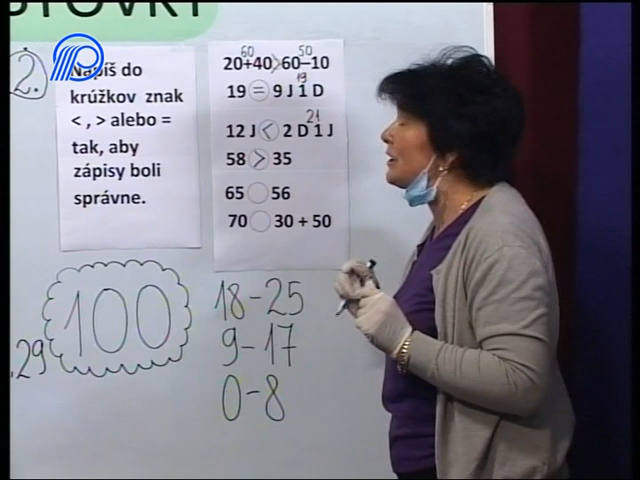 2.
Napíš do
krúžkov znak
< , > alebo =
tak, aby
zápisy boli
správne.
60 50
20+40>60–10
19
19 = 9 J 1 D
21
12 J < 2 D 1 J
58 > 35
65 56
70 30 + 50
100
29
18-25
9-17
0-8